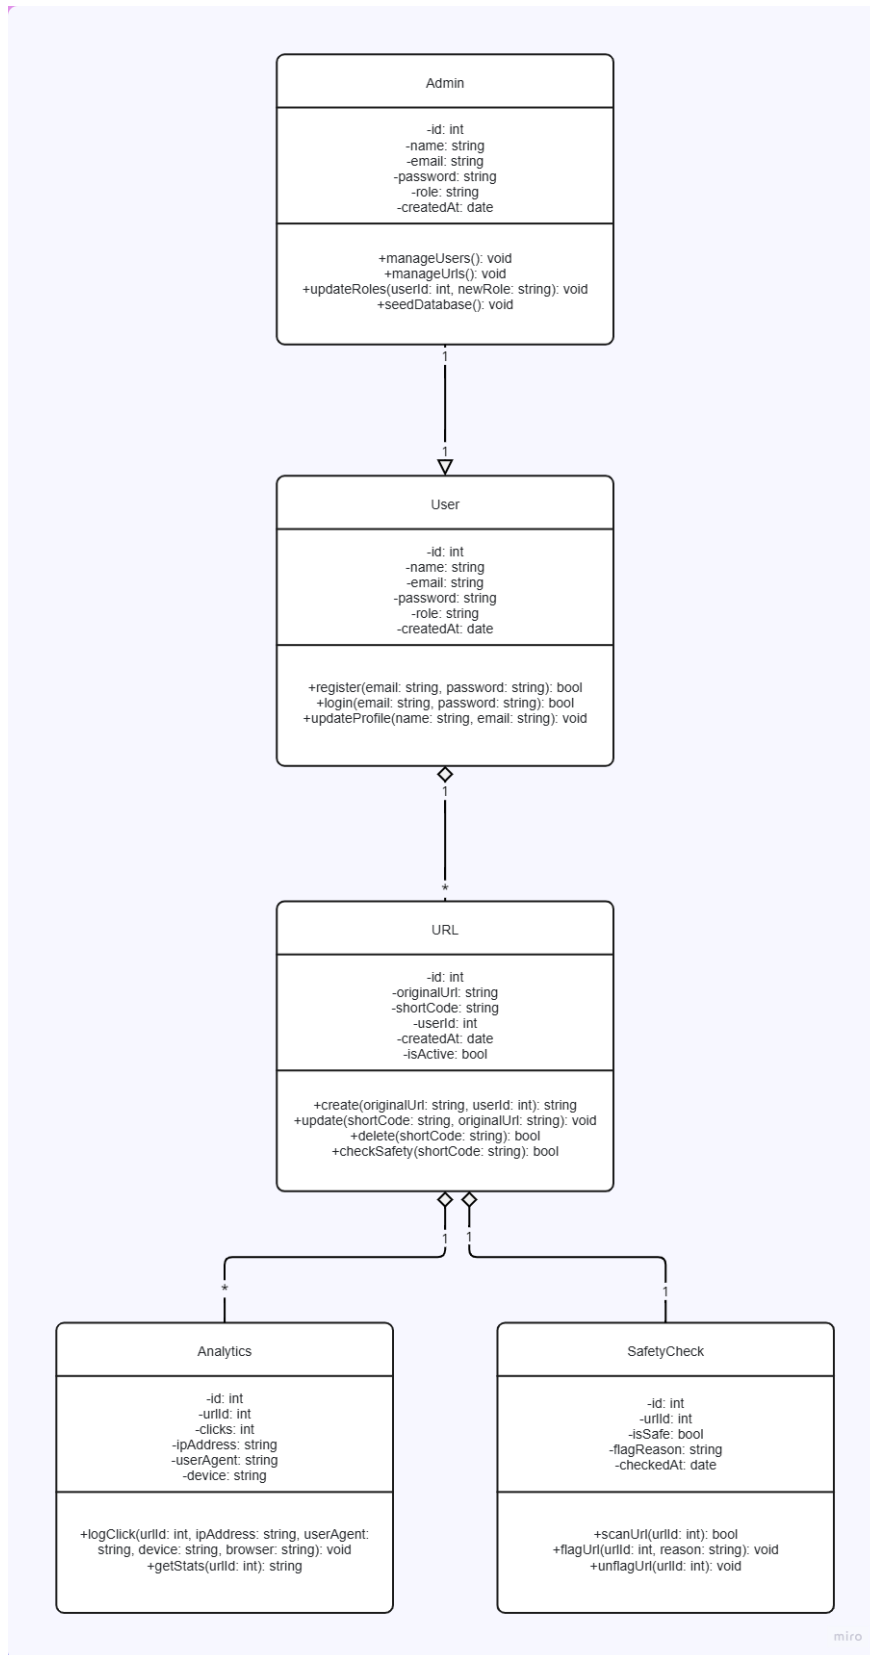 Admin
-id: int
-name: string
-email: string
-password: string
-role: string
-createdAt: date
+manageUsers(): void
+manageUrls(): void
+updateRoles(userId: int, newRole: string): void
+seedDatabase(): void
1
1
User
-id: int
-name: string
-email: string
-password: string
-role: string
-createdAt: date
+register(email: string, password: string): bool
+login(email: string, password: string): bool
+updateProfile(name: string, email: string): void
1
*
URL
-id: int
-originalUrl: string
-shortCode: string
-userId: int
-createdAt: date
-isActive: bool
+create(originalUrl: string, userId: int): string
+update(shortCode: string, originalUrl: string): void
+delete(shortCode: string): bool
+checkSafety(shortCode: string): bool
1
1
*
1
Analytics
-id: int
-urlId: int
-clicks: int
-ipAddress: string
-userAgent: string
-device: string
+logClick(urlId: int, ipAddress: string, userAgent:
string, device: string, browser: string): void
+getStats(urlId: int): string
SafetyCheck
-id: int
-urlId: int
-isSafe: bool
-flagReason: string
-checkedAt: date
+scanUrl(urlId: int): bool
+flagUrl(urlId: int, reason: string): void
+unflagUrl(urlId: int): void
miro